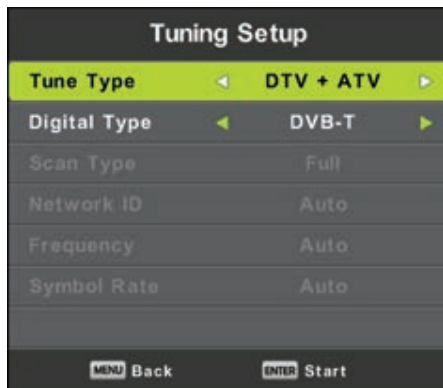 Tuning Setup
Tune Type DTV + ATV
Digital Type DVB-T
Scan Type Full
Network ID Auto
Frequency Auto
Symbol Rate Auto
MENU Back ENTER Start